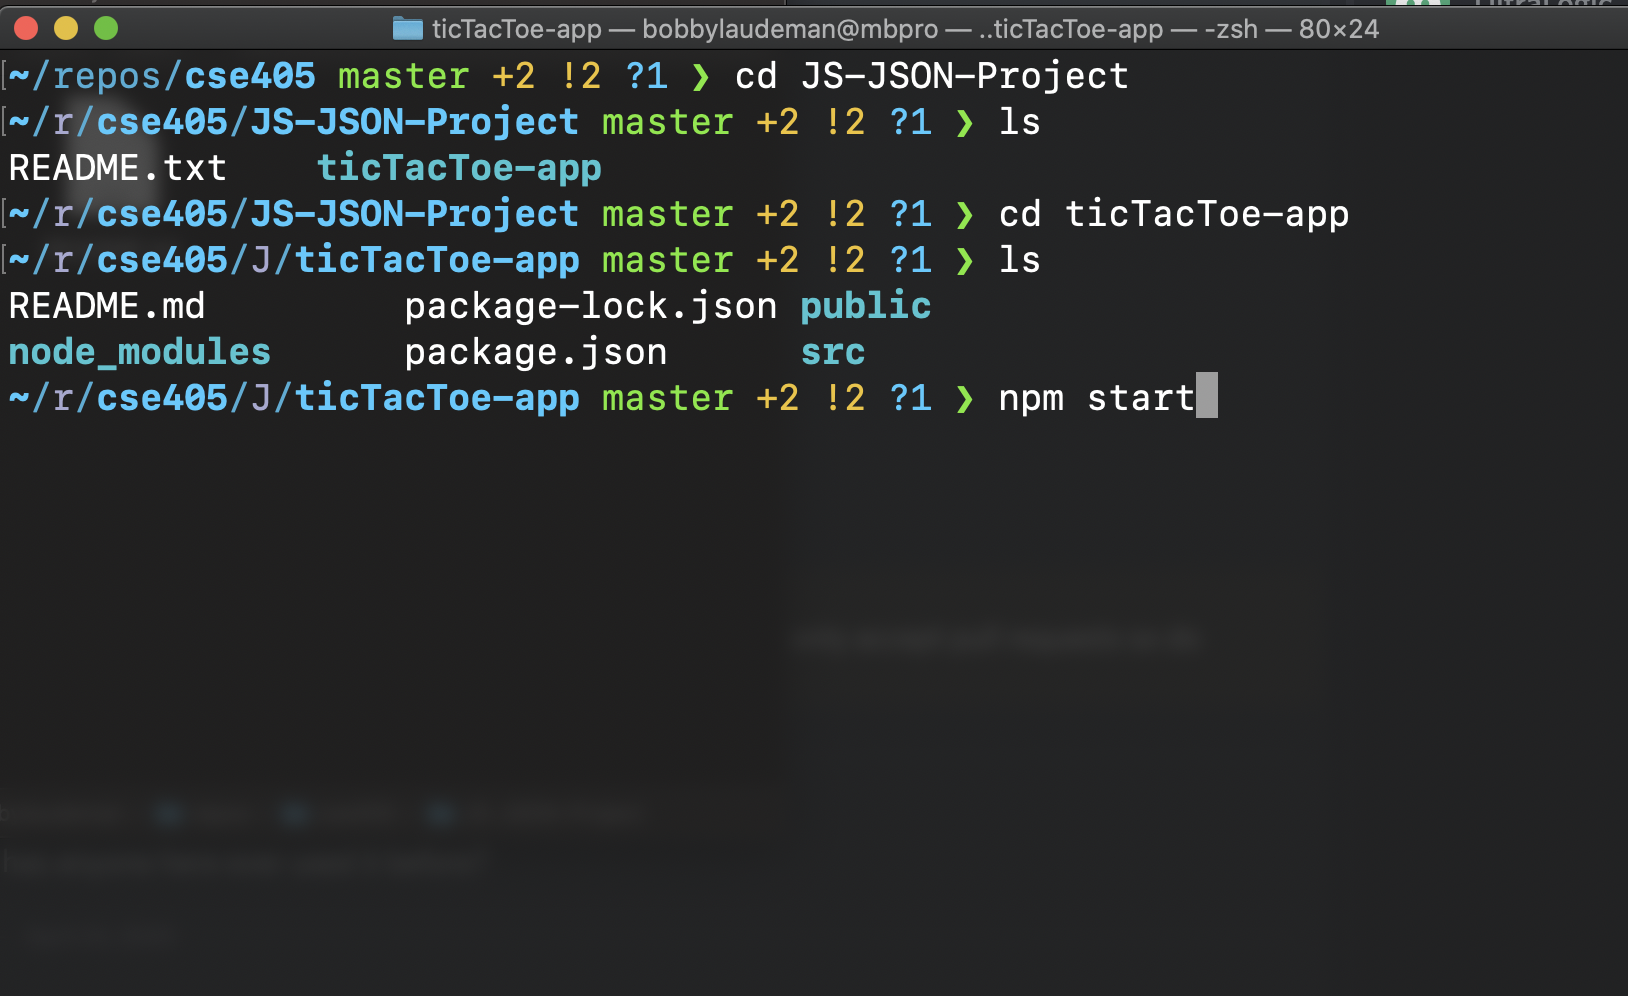 ticTacToe-app — bobbylaudeman@mbpro — ..ticTacToe-app — -zsh — 80×24
~/repos/cse405 master +2 !2 ?1 ❯ cd JS-JSON-Project
~/r/cse405/JS-JSON-Project master +2 !2 ?1 ❯ ls
README.txt    ticTacToe-app
~/r/cse405/JS-JSON-Project master +2 !2 ?1 ❯ cd ticTacToe-app
~/r/cse405/J/ticTacToe-app master +2 !2 ?1 ❯ ls
README.md         package-lock.json public
node_modules      package.json      src
~/r/cse405/J/ticTacToe-app master +2 !2 ?1 ❯ npm start